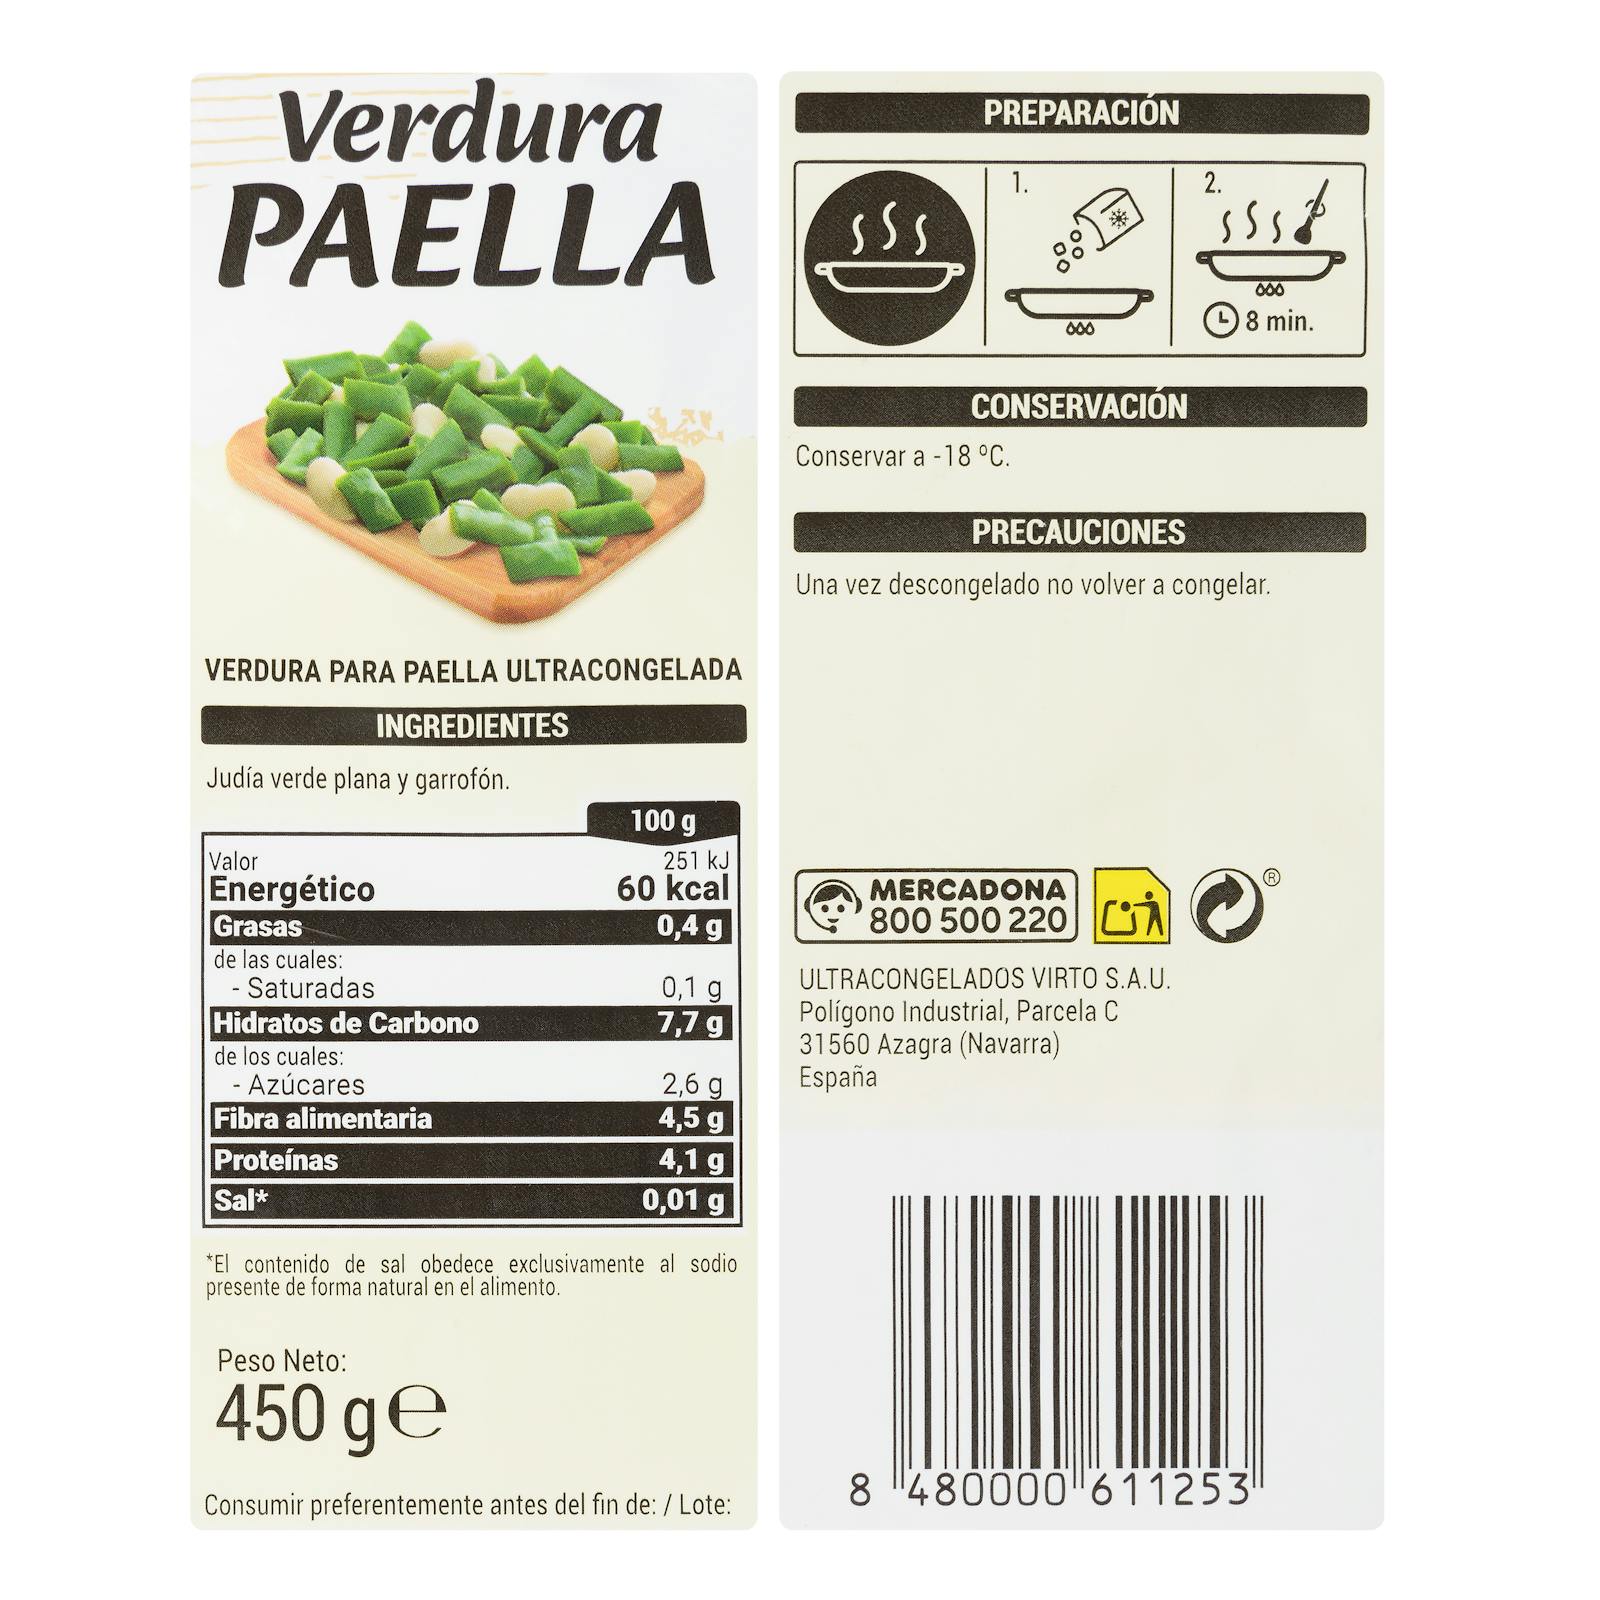 Verdura
PAELLA
VERDURA PARA PAELLA ULTRACONGELADA
INGREDIENTES
Judía verde plana y garrofón.
100 g
Valor 251 kJ
Energético 60 kcal
Grasas 0,4 g
de las cuales:
- Saturadas 0,1 g
Hidratos de Carbono 7,7 g
de los cuales:
- Azúcares 2,6 g
Fibra alimentaria 4,5 g
Proteínas 4,1 g
Sal* 0,01 g
*El contenido de sal obedece exclusivamente al sodio
presente de forma natural en el alimento.
Peso Neto:
450 g℮
Consumir preferentemente antes del fin de: / Lote:
PREPARACIÓN
1.
2.
8 min.
CONSERVACIÓN
Conservar a -18 ºC.
PRECAUCIONES
Una vez descongelado no volver a congelar.
MERCADONA
800 500 220
®
ULTRACONGELADOS VIRTO S.A.U.
Polígono Industrial, Parcela C
31560 Azagra (Navarra)
España
8 480000 611253